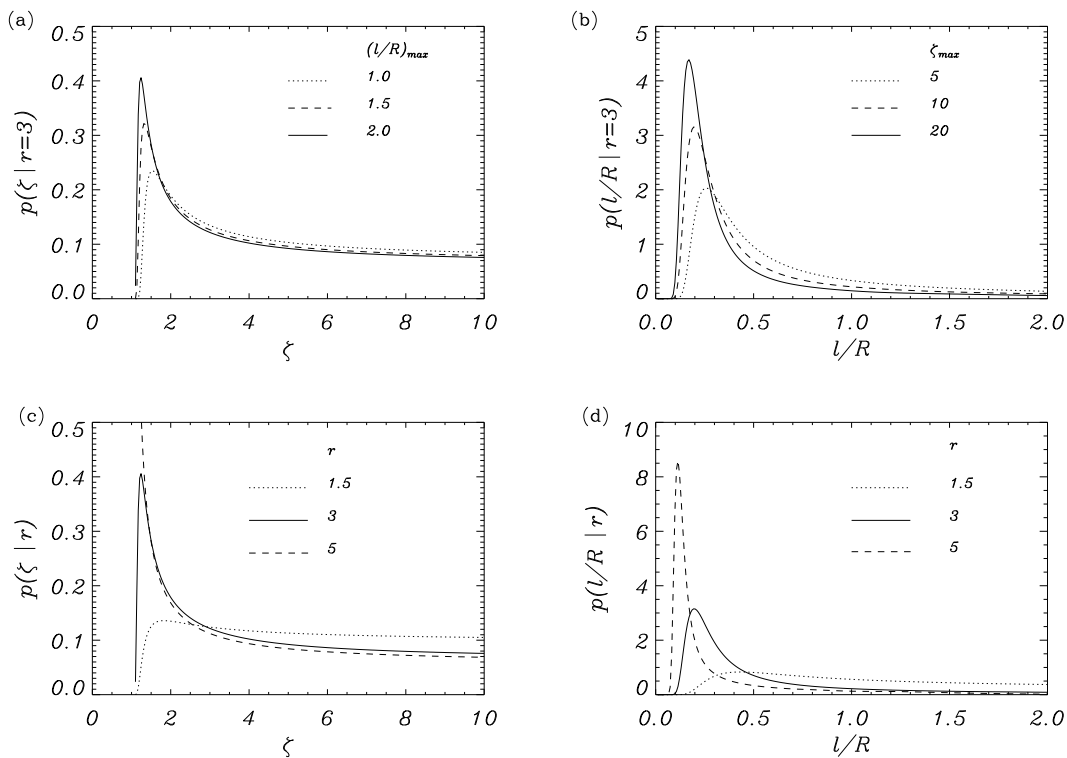 (a)
0.5
0.4
0.3
0.2
0.1
0.0
p(ζ | r=3)
(l/R)max
1.0
1.5
2.0
0 2 4 6 8 10
ζ
(b)
5
4
3
2
1
0
p(l/R | r=3)
ζmax
5
10
20
0.0 0.5 1.0 1.5 2.0
l/R
(c)
0.5
0.4
0.3
0.2
0.1
0.0
p(ζ | r)
r
1.5
3
5
0 2 4 6 8 10
ζ
(d)
10
8
6
4
2
0
p(l/R | r)
r
1.5
3
5
0.0 0.5 1.0 1.5 2.0
l/R